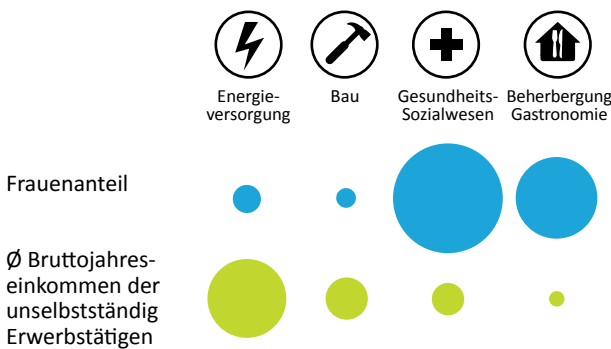 Energie-
versorgung
Bau
Gesundheits-
Sozialwesen
Beherbergung
Gastronomie
Frauenanteil
Ø Bruttojahres-
einkommen der
unselbstständig
Erwerbstätigen